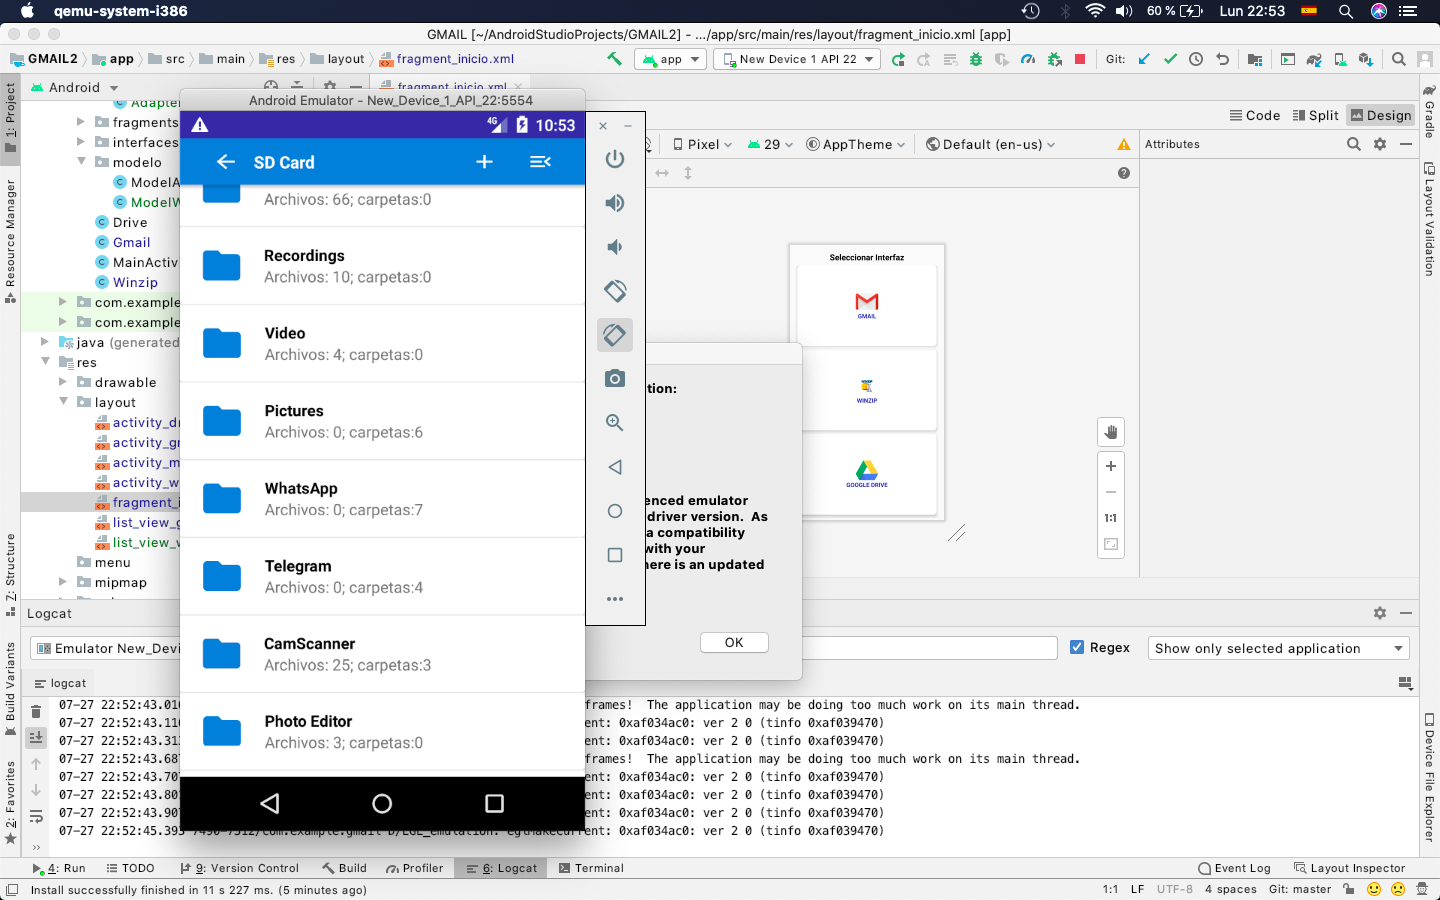 qemu-system-i386
60 %
Lun 22:53
GMAIL [~/AndroidStudioProjects/GMAIL2] - .../app/src/main/res/layout/fragment_inicio.xml [app]
GMAIL2
app
src
main
res
layout
fragment_inicio.xml
app
New Device 1 API 22
Git:
Android
fragment_inicio.xml
Android Emulator - New_Device_1_API_22:5554
4G
10:53
SD Card
Archivos: 66; carpetas:0
Recordings
Archivos: 10; carpetas:0
Video
Archivos: 4; carpetas:0
Pictures
Archivos: 0; carpetas:6
WhatsApp
Archivos: 0; carpetas:7
Telegram
Archivos: 0; carpetas:4
CamScanner
Archivos: 25; carpetas:3
Photo Editor
Archivos: 3; carpetas:0
Adapte
fragments
interfaces
modelo
ModelA
ModelW
Drive
Gmail
MainActiv
Winzip
com.example
com.example
java (generated
res
drawable
layout
activity_dr
activity_gr
activity_m
activity_w
fragment_i
list_view_g
list_view_v
menu
mipmap
1: Project
Resource Manager
Z: Structure
Build Variants
2: Favorites
Code
Split
Design
Pixel
29
AppTheme
Default (en-us)
Attributes
Seleccionar Interfaz
GMAIL
WINZIP
GOOGLE DRIVE
1:1
Gradle
Layout Validation
Device File Explorer
tion:
enced emulator
driver version. As
a compatibility
with your
here is an updated
OK
Logcat
Emulator New_Devi
Regex
Show only selected application
logcat
07-27 22:52:43.010
frames! The application may be doing too much work on its main thread.
07-27 22:52:43.110
ent: 0xaf034ac0: ver 2 0 (tinfo 0xaf039470)
07-27 22:52:43.313
ent: 0xaf034ac0: ver 2 0 (tinfo 0xaf039470)
07-27 22:52:43.687
frames! The application may be doing too much work on its main thread.
07-27 22:52:43.707
ent: 0xaf034ac0: ver 2 0 (tinfo 0xaf039470)
07-27 22:52:43.801
ent: 0xaf034ac0: ver 2 0 (tinfo 0xaf039470)
07-27 22:52:43.907
ent: 0xaf034ac0: ver 2 0 (tinfo 0xaf039470)
07-27 22:52:45.395 7490-7512/com.example.gmail D/EGL_emulation: eglMakeCurrent: 0xaf034ac0: ver 2 0 (tinfo 0xaf039470)
4: Run
TODO
9: Version Control
Build
Profiler
6: Logcat
Terminal
Event Log
Layout Inspector
Install successfully finished in 11 s 227 ms. (5 minutes ago)
1:1
LF
UTF-8
4 spaces
Git: master